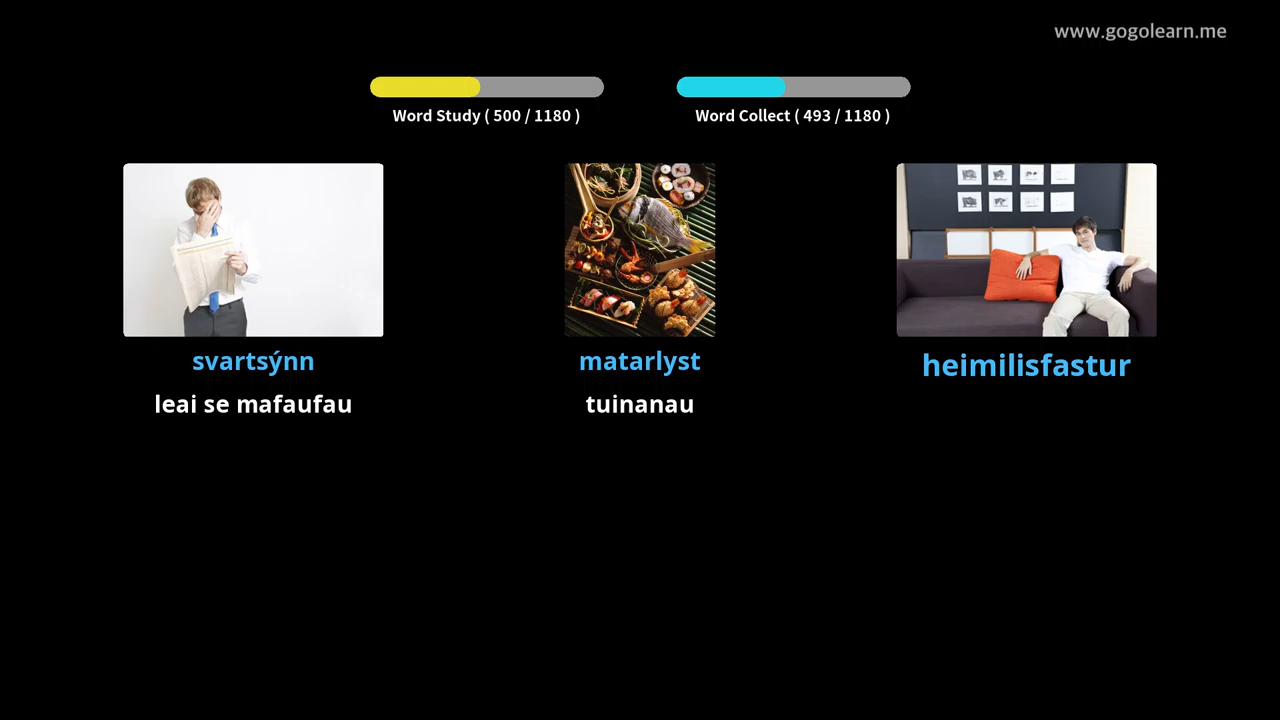 www.gogolearn.me
Word Study ( 500 / 1180 )
Word Collect ( 493 / 1180 )
svartsýnn
matarlyst
heimilisfastur
leai se mafaufau
tuinanau